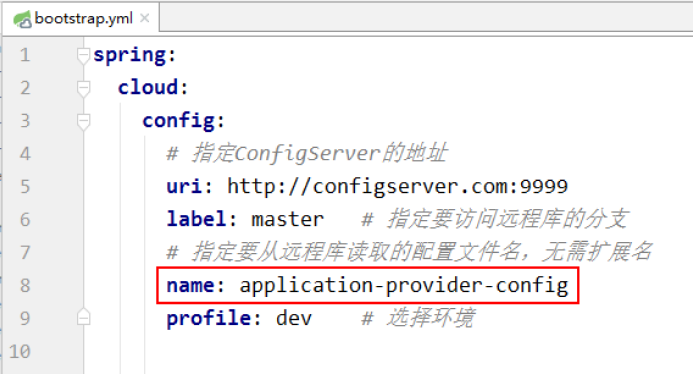 bootstrap.yml ×
1 spring:
2   cloud:
3     config:
4       # 指定ConfigServer的地址
5       uri: http://configserver.com:9999
6       label: master   # 指定要访问远程库的分支
7       # 指定要从远程库读取的配置文件名，无需扩展名
8       name: application-provider-config
9       profile: dev    # 选择环境
10